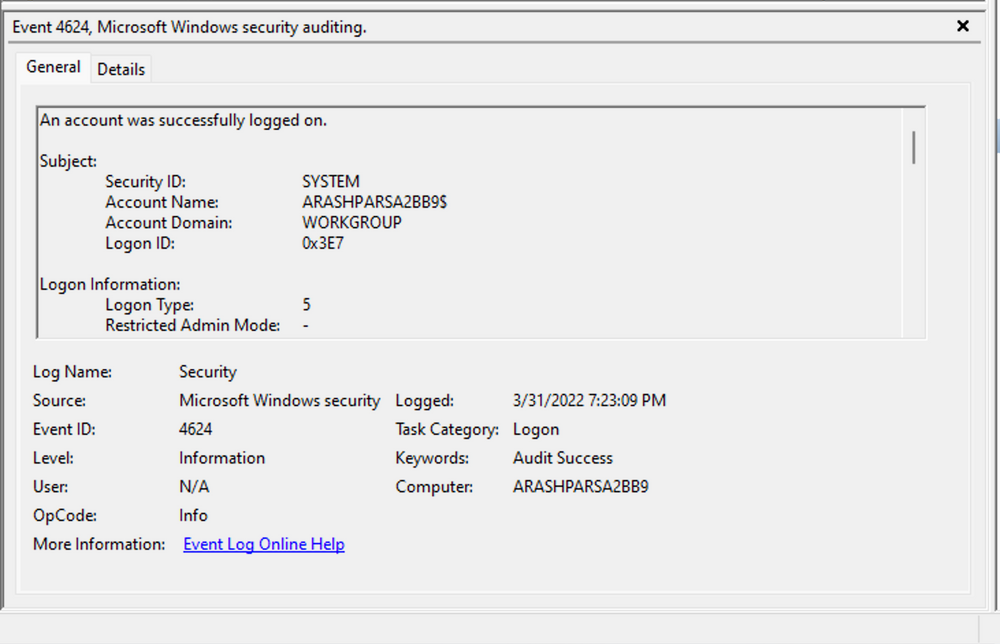 Event 4624, Microsoft Windows security auditing.
General Details
An account was successfully logged on.
Subject:
Security ID: SYSTEM
Account Name: ARASHPARSA2BB9$
Account Domain: WORKGROUP
Logon ID: 0x3E7
Logon Information:
Logon Type: 5
Restricted Admin Mode: -
Log Name: Security
Source: Microsoft Windows security Logged: 3/31/2022 7:23:09 PM
Event ID: 4624 Task Category: Logon
Level: Information Keywords: Audit Success
User: N/A Computer: ARASHPARSA2BB9
OpCode: Info
More Information: Event Log Online Help